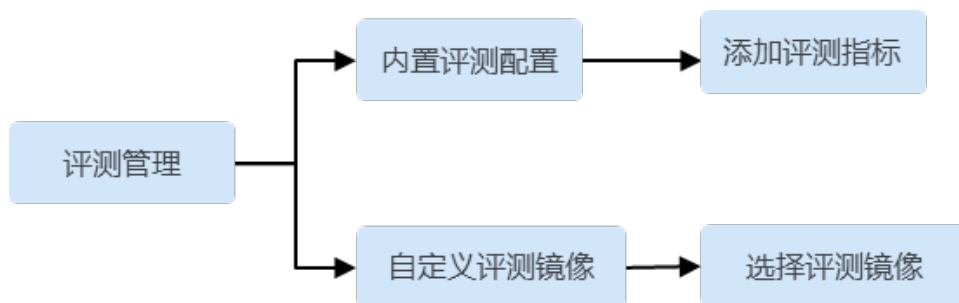 内置评测配置
添加评测指标
评测管理
自定义评测镜像
选择评测镜像